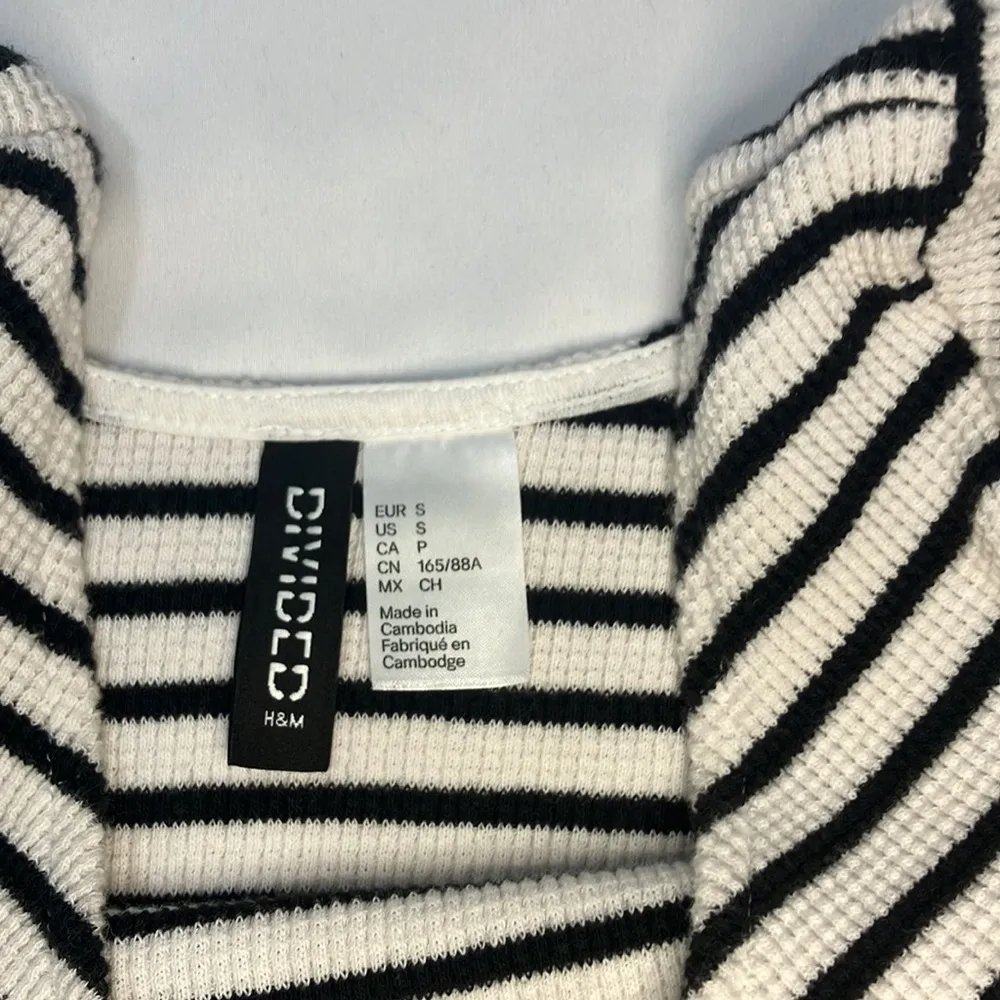 DIVIDED
H&M
EUR S
US S
CA P
CN 165/88A
MX CH
Made in
Cambodia
Fabriqué en
Cambodge